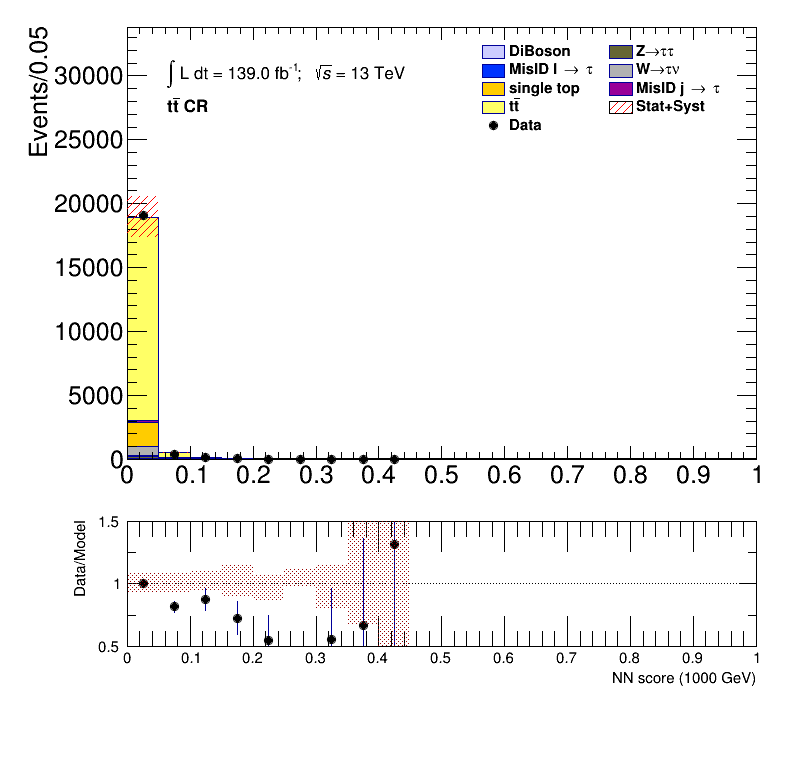 Events/0.05
30000
25000
20000
15000
10000
5000
0
∫ L dt = 139.0 fb⁻¹; √s = 13 TeV
tt̅ CR
DiBoson
MisID l → τ
single top
tt̅
Data
Z→ττ
W→τν
MisID j → τ
Stat+Syst
0 0.1 0.2 0.3 0.4 0.5 0.6 0.7 0.8 0.9 1
Data/Model
1.5
1
0.5
0 0.1 0.2 0.3 0.4 0.5 0.6 0.7 0.8 0.9 1
NN score (1000 GeV)